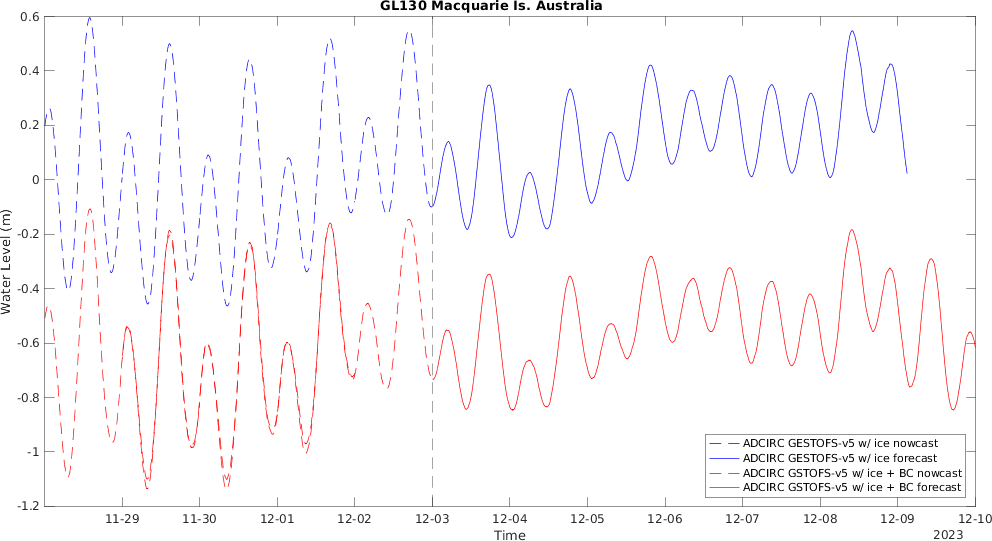 GL130 Macquarie Is. Australia
0.6
0.4
0.2
0
-0.2
-0.4
-0.6
-0.8
-1
-1.2
Water Level (m)
ADCIRC GESTOFS-v5 w/ ice nowcast
ADCIRC GESTOFS-v5 w/ ice forecast
ADCIRC GSTOFS-v5 w/ ice + BC nowcast
ADCIRC GSTOFS-v5 w/ ice + BC forecast
11-29 11-30 12-01 12-02 12-03 12-04 12-05 12-06 12-07 12-08 12-09 12-10
Time
2023